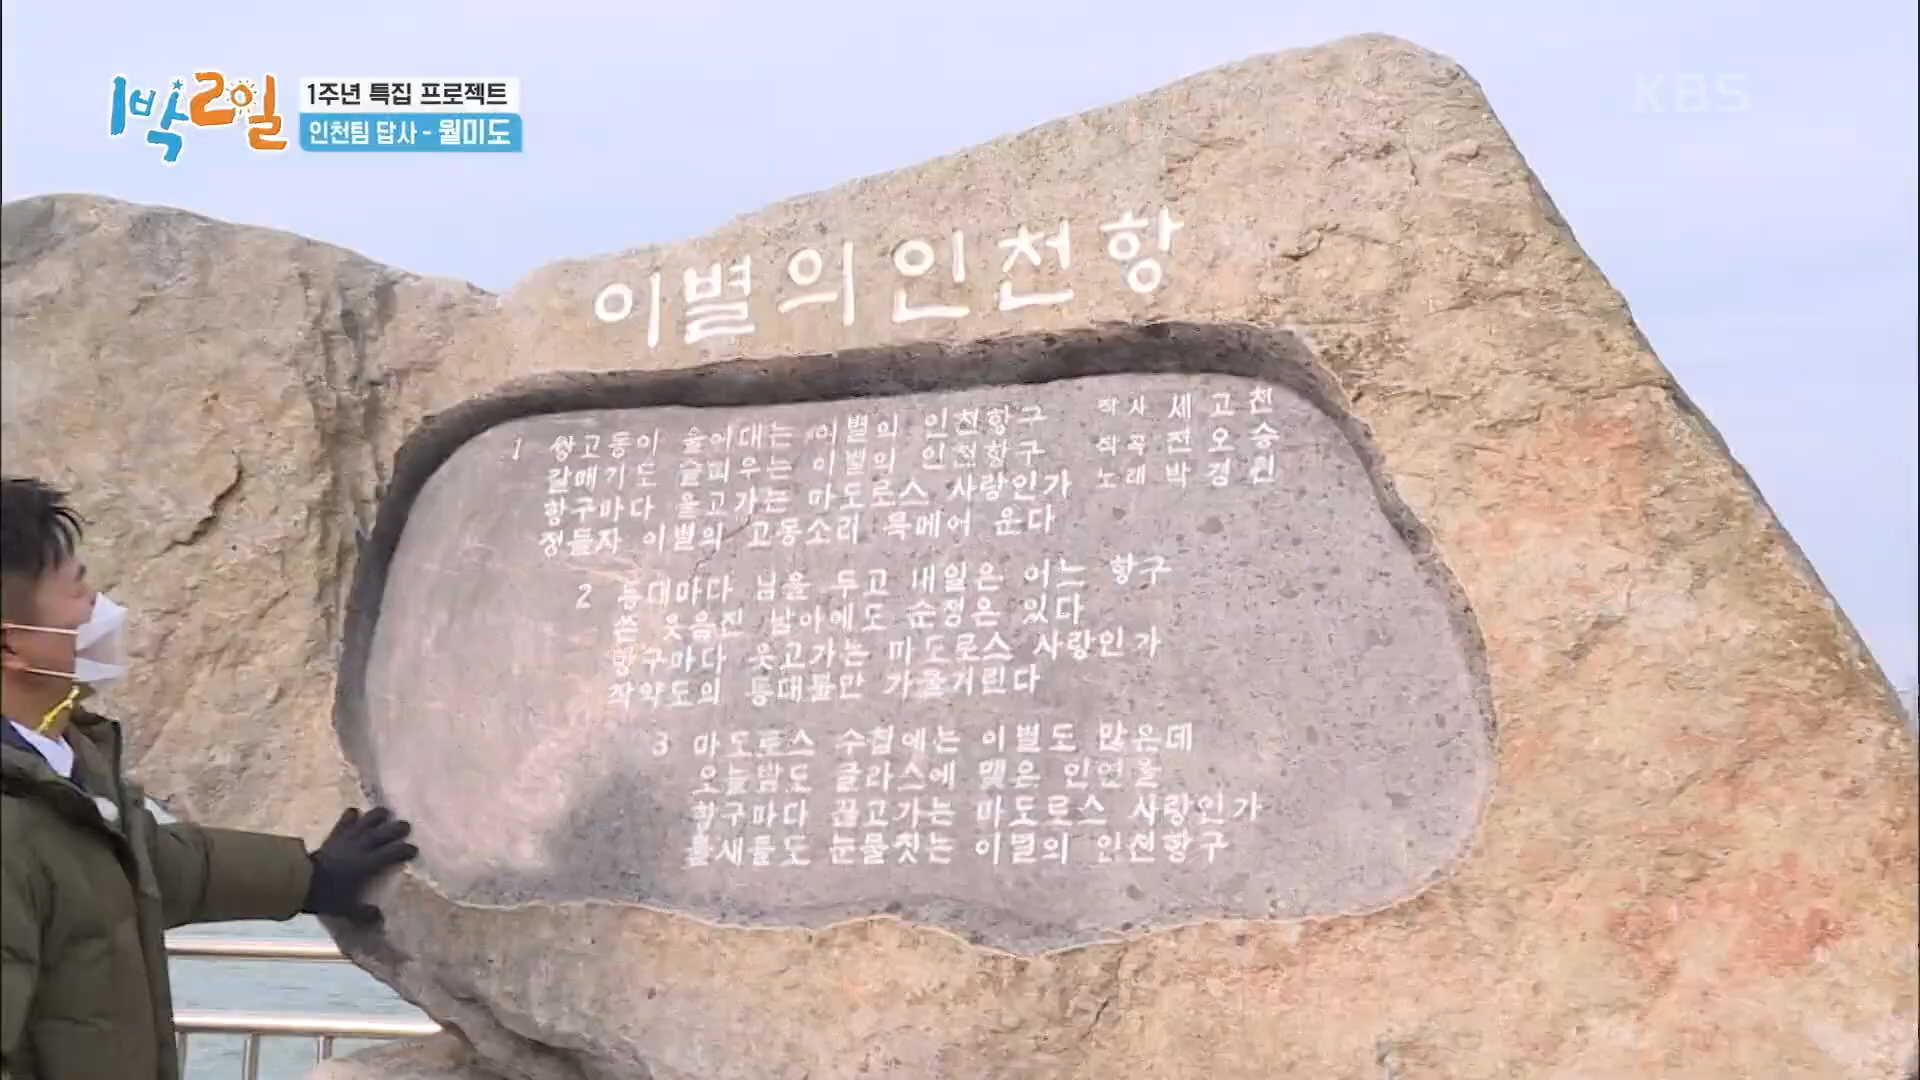 1박2일
1주년 특집 프로젝트
인천팀 답사 - 월미도
KBS
이별의 인천항
1 쌍고동이 울어대는 이별의 인천항구
갈매기도 슬피우는 이별의 인천항구
항구마다 울고가는 마도로스 사랑인가
정들자 이별의 고동소리 목메어 운다
작사 세고천
작곡 전오승
노래 박경원
2 등대마다 님을 두고 내일은 어느 항구
쓴 웃음진 남아에도 순정은 있다
항구마다 웃고가는 마도로스 사랑인가
작약도의 등대불만 가물거린다
3 마도로스 수첩에는 이별도 많은데
오늘밤도 글라스에 맺은 인연을
항구마다 끊고가는 마도로스 사랑인가
물새들도 눈물짓는 이별의 인천항구